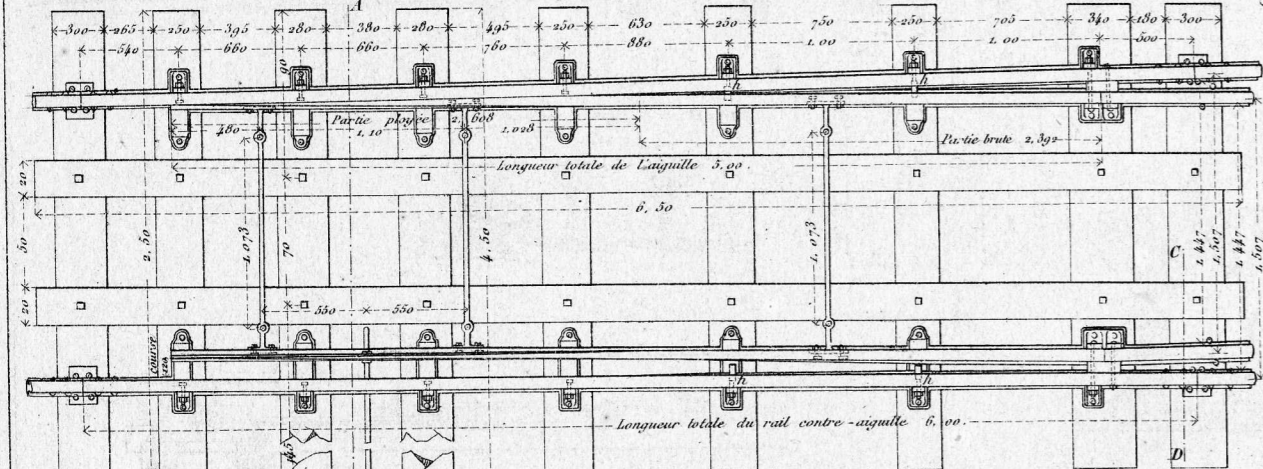 A
300 265 250 395 280 380 280 495 250 630 250 750 250 705 340 180 300
540 660 660 760 880 1.00 1.00 500
90
h
h
Partie ployée 2, 608
480
1,10
1,028
Partie brute 2,392
Longueur totale de l'aiguille 5,00.
6, 50
20
50
20
2, 50
1,073
70
4,50
1, 073
C
1,447
1,507
1,447
1,507
550 550
course
h
h
Longueur totale du rail contre-aiguille 6, 00.
145
D